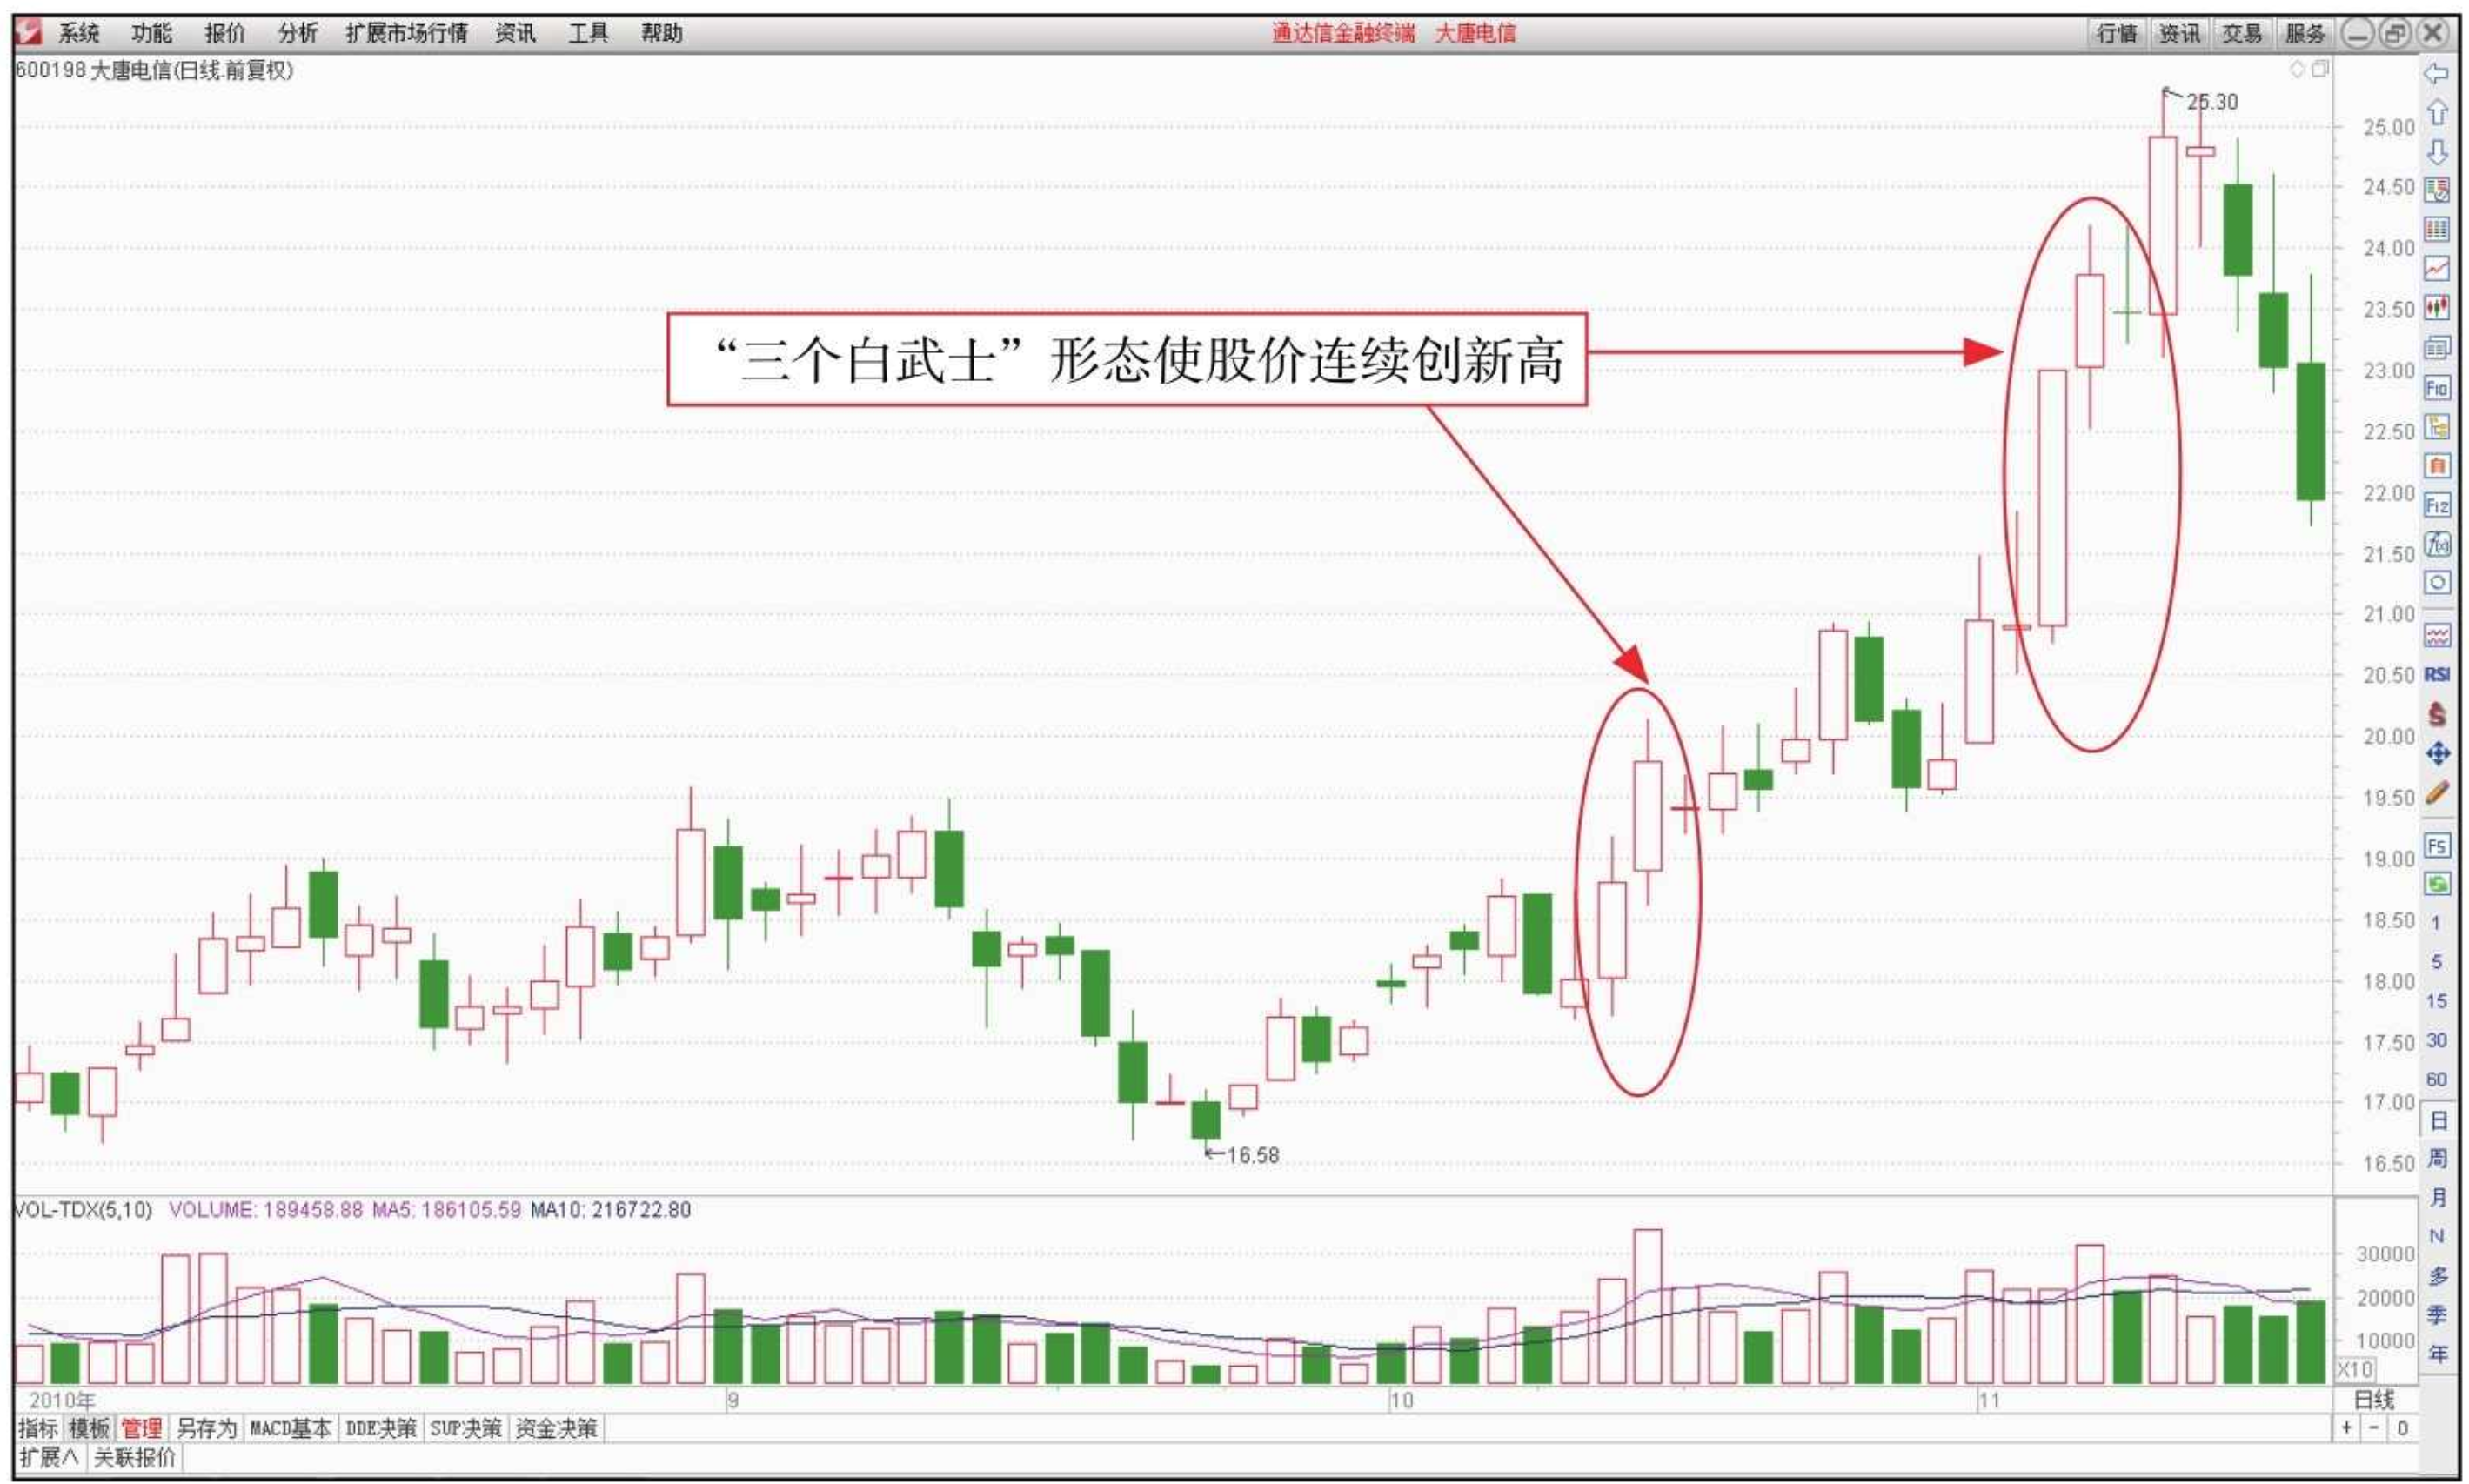 系统 功能 报价 分析 扩展市场行情 资讯 工具 帮助 通达信金融终端 大唐电信 行情 资讯 交易 服务
600198 大唐电信(日线.前复权)
25.30
25.00
24.50
24.00
23.50
“三个白武士”形态使股价连续创新高
23.00
F10
22.50
22.00
F12
21.50
21.00
20.50 RSI
20.00
19.50
19.00 F5
18.50 1
5
18.00
15
17.50 30
60
17.00
日
16.58
16.50 周
月
VOL-TDX(5,10) VOLUME: 189458.88 MA5: 186105.59 MA10: 216722.80
N
30000
多
20000
季
10000
年
X10
2010年 9 10 11 日线
指标 模板 管理 另存为 MACD基本 DDE决策 SUP决策 资金决策 + - 0
扩展∧ 关联报价